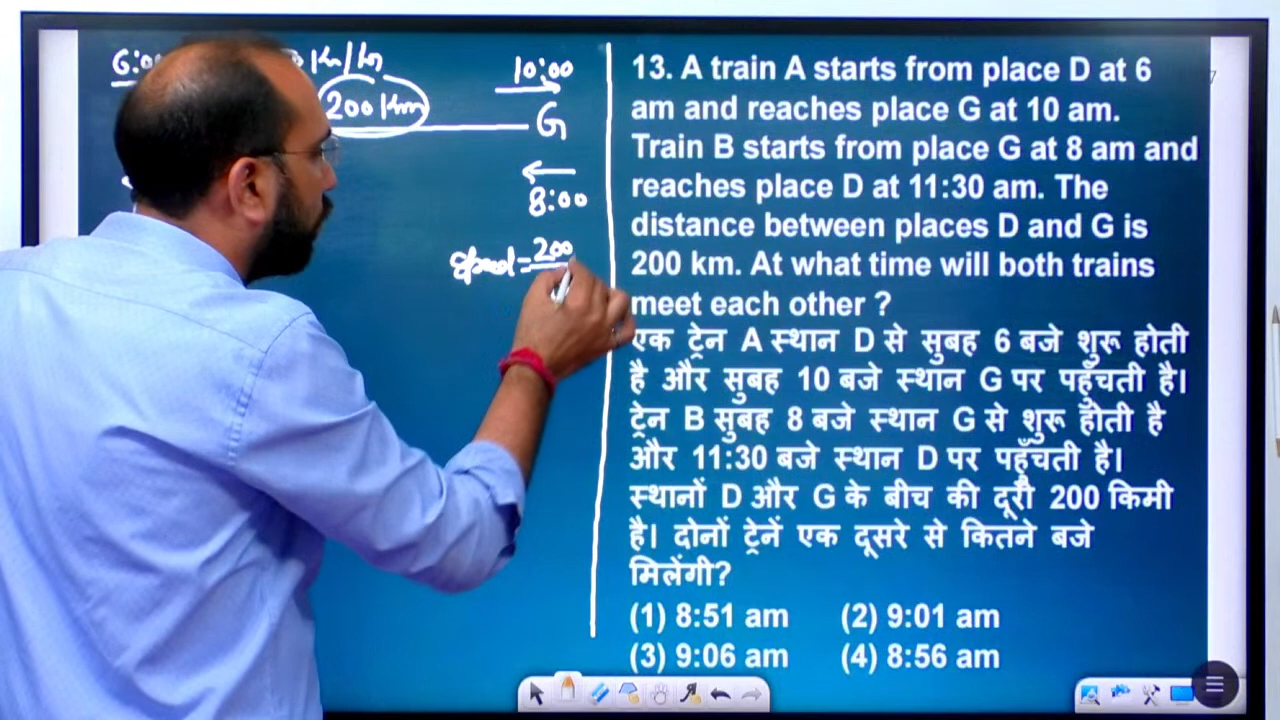 Km/hr
10:00
200 Km
G
8:00
Speed = 200
13. A train A starts from place D at 6
am and reaches place G at 10 am.
Train B starts from place G at 8 am and
reaches place D at 11:30 am. The
distance between places D and G is
200 km. At what time will both trains
meet each other ?
एक ट्रेन A स्थान D से सुबह 6 बजे शुरू होती
है और सुबह 10 बजे स्थान G पर पहुँचती है।
ट्रेन B सुबह 8 बजे स्थान G से शुरू होती है
और 11:30 बजे स्थान D पर पहुँचती है।
स्थानों D और G के बीच की दूरी 200 किमी
है। दोनों ट्रेनें एक दूसरे से कितने बजे
मिलेंगी?
(1) 8:51 am (2) 9:01 am
(3) 9:06 am (4) 8:56 am